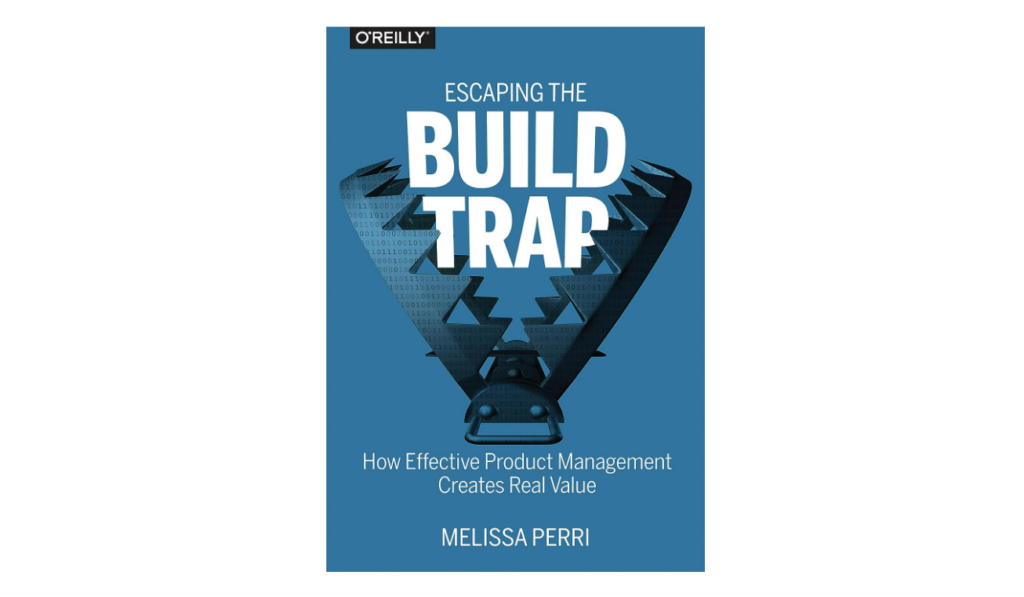 O'REILLY®
ESCAPING THE
BUILD
TRAP
How Effective Product Management
Creates Real Value
MELISSA PERRI